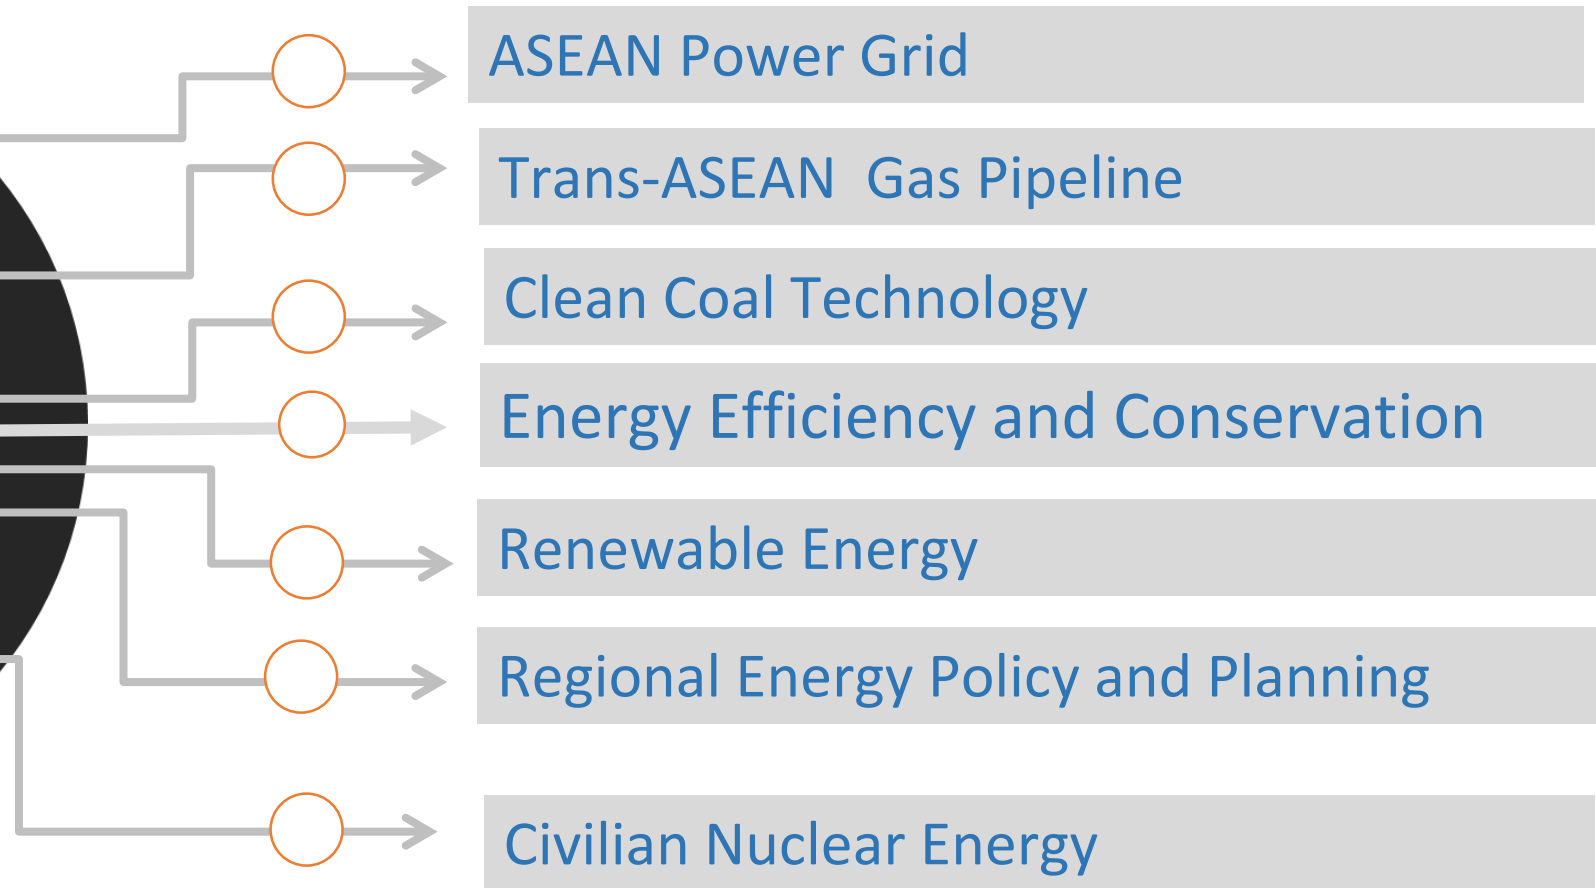 ASEAN Power Grid
Trans-ASEAN Gas Pipeline
Clean Coal Technology
Energy Efficiency and Conservation
Renewable Energy
Regional Energy Policy and Planning
Civilian Nuclear Energy